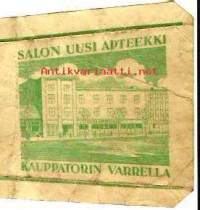 SALON UUSI APTEEKKI
Antikvariaatti.net
KAUPPATORIN VARRELLA